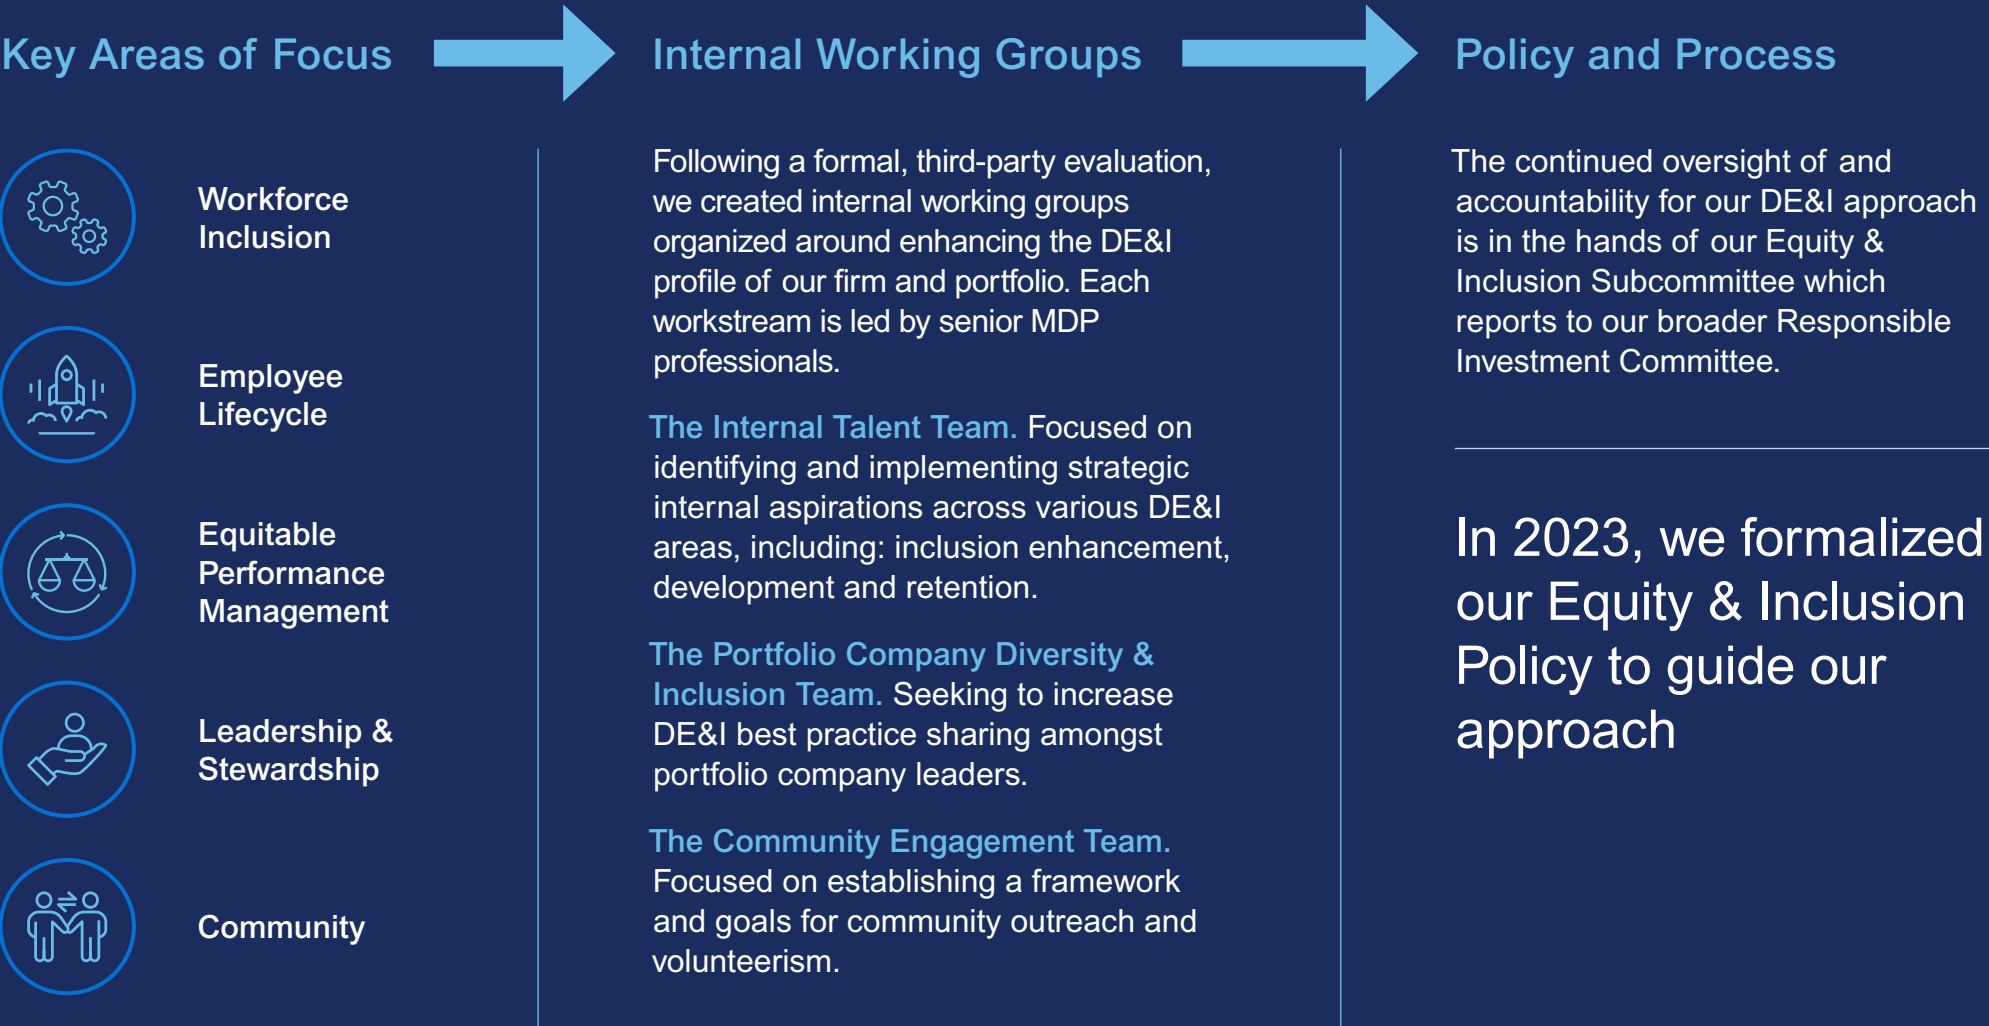 Key Areas of Focus
Internal Working Groups
Policy and Process
Workforce
Inclusion
Employee
Lifecycle
Equitable
Performance
Management
Leadership &
Stewardship
Community
Following a formal, third-party evaluation,
we created internal working groups
organized around enhancing the DE&I
profile of our firm and portfolio. Each
workstream is led by senior MDP
professionals.
The Internal Talent Team. Focused on
identifying and implementing strategic
internal aspirations across various DE&I
areas, including: inclusion enhancement,
development and retention.
The Portfolio Company Diversity &
Inclusion Team. Seeking to increase
DE&I best practice sharing amongst
portfolio company leaders.
The Community Engagement Team.
Focused on establishing a framework
and goals for community outreach and
volunteerism.
The continued oversight of and
accountability for our DE&I approach
is in the hands of our Equity &
Inclusion Subcommittee which
reports to our broader Responsible
Investment Committee.
In 2023, we formalized
our Equity & Inclusion
Policy to guide our
approach